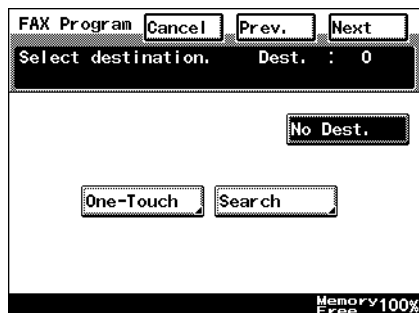 FAX Program Cancel Prev. Next
Select destination. Dest. : 0
No Dest.
One-Touch Search
Memory
Free 100%